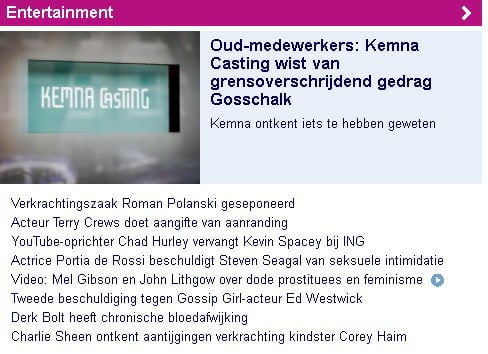 Entertainment
KEMNA CASTING
Oud-medewerkers: Kemna
Casting wist van
grensoverschrijdend gedrag
Gosschalk
Kemna ontkent iets te hebben geweten
Verkrachtingszaak Roman Polanski geseponeerd
Acteur Terry Crews doet aangifte van aanranding
YouTube-oprichter Chad Hurley vervangt Kevin Spacey bij ING
Actrice Portia de Rossi beschuldigt Steven Seagal van seksuele intimidatie
Video: Mel Gibson en John Lithgow over dode prostituees en feminisme
Tweede beschuldiging tegen Gossip Girl-acteur Ed Westwick
Derk Bolt heeft chronische bloedafwijking
Charlie Sheen ontkent aantijgingen verkrachting kindster Corey Haim